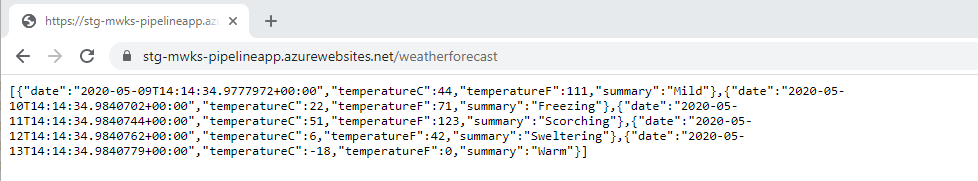 https://stg-mwks-pipelineapp.az
stg-mwks-pipelineapp.azurewebsites.net/weatherforecast
[{"date":"2020-05-09T14:14:34.9777972+00:00","temperatureC":44,"temperatureF":111,"summary":"Mild"},{"date":"2020-05-
10T14:14:34.9840702+00:00","temperatureC":22,"temperatureF":71,"summary":"Freezing"},{"date":"2020-05-
11T14:14:34.9840744+00:00","temperatureC":51,"temperatureF":123,"summary":"Scorching"},{"date":"2020-05-
12T14:14:34.9840762+00:00","temperatureC":6,"temperatureF":42,"summary":"Sweltering"},{"date":"2020-05-
13T14:14:34.9840779+00:00","temperatureC":-18,"temperatureF":0,"summary":"Warm"}]